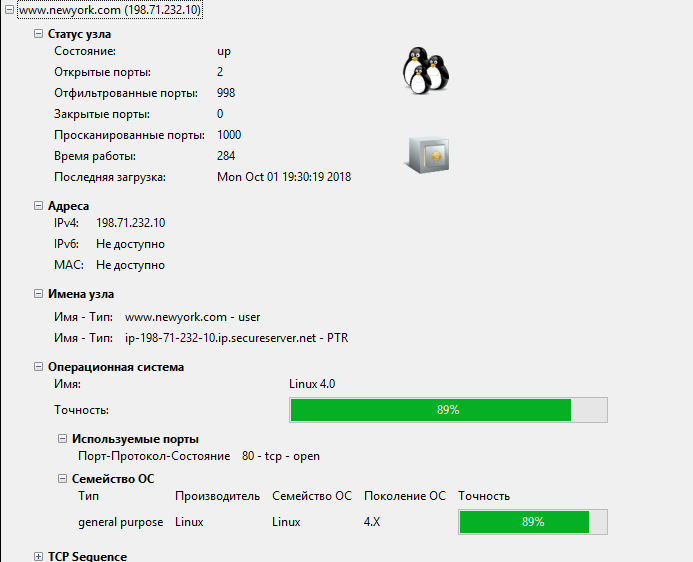 www.newyork.com (198.71.232.10)
Статус узла
Состояние: up
Открытые порты: 2
Отфильтрованные порты: 998
Закрытые порты: 0
Просканированные порты: 1000
Время работы: 284
Последняя загрузка: Mon Oct 01 19:30:19 2018
Адреса
IPv4: 198.71.232.10
IPv6: Не доступно
MAC: Не доступно
Имена узла
Имя - Тип: www.newyork.com - user
Имя - Тип: ip-198-71-232-10.ip.secureserver.net - PTR
Операционная система
Имя: Linux 4.0
Точность: 89%
Используемые порты
Порт-Протокол-Состояние 80 - tcp - open
Семейство ОС
Тип Производитель Семейство ОС Поколение ОС Точность
general purpose Linux Linux 4.X 89%
TCP Sequence